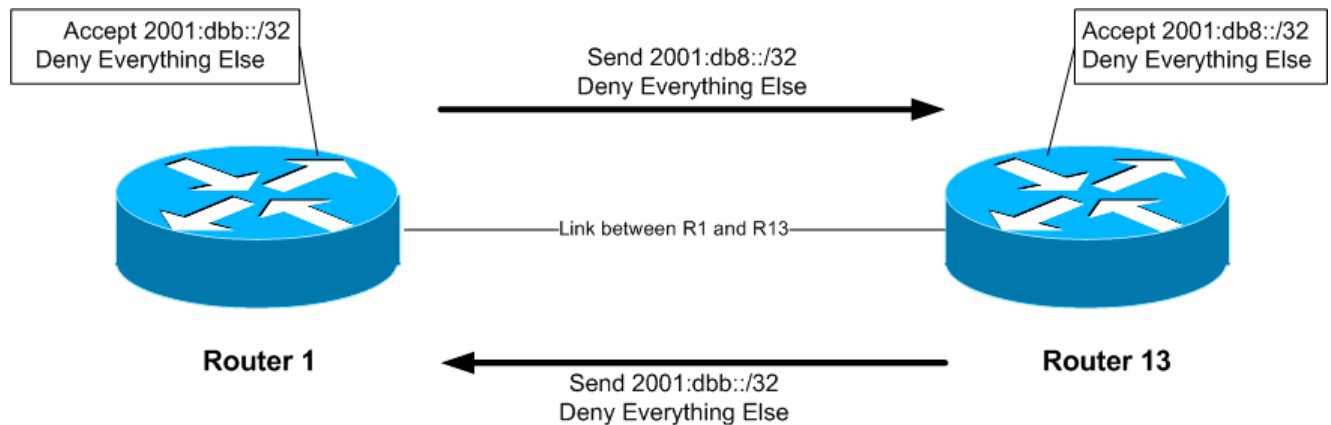 Accept 2001:dbb::/32
Deny Everything Else
Send 2001:db8::/32
Deny Everything Else
Accept 2001:db8::/32
Deny Everything Else
Link between R1 and R13
Router 1
Router 13
Send 2001:dbb::/32
Deny Everything Else